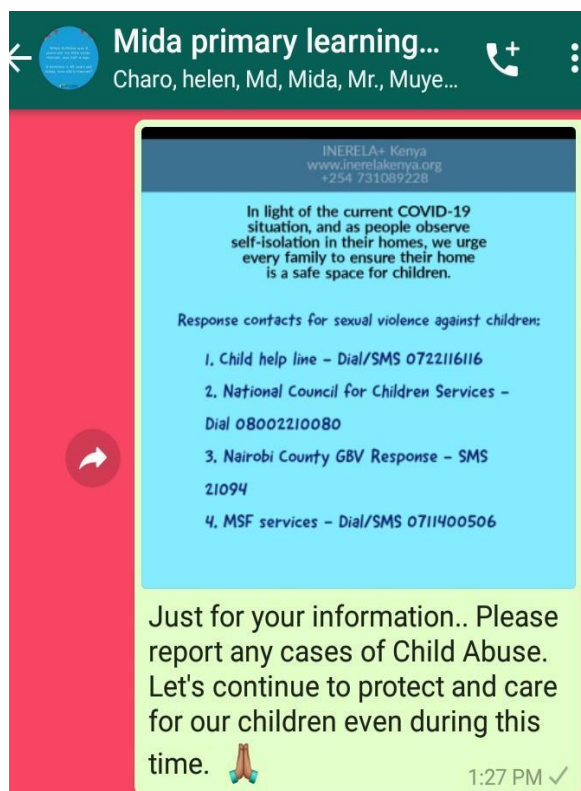 Mida primary learning...
Charo, helen, Md, Mida, Mr., Muye...
INERELA+ Kenya
www.inerelakenya.org
+254 731089228
In light of the current COVID-19
situation, and as people observe
self-isolation in their homes, we urge
every family to ensure their home
is a safe space for children.
Response contacts for sexual violence against children:
1. Child help line - Dial/SMS 0722116116
2. National Council for Children Services -
Dial 08002210080
3. Nairobi County GBV Response - SMS
21094
4. MSF services - Dial/SMS 0711400506
Just for your information.. Please
report any cases of Child Abuse.
Let's continue to protect and care
for our children even during this
time. 🙏🏽
1:27 PM